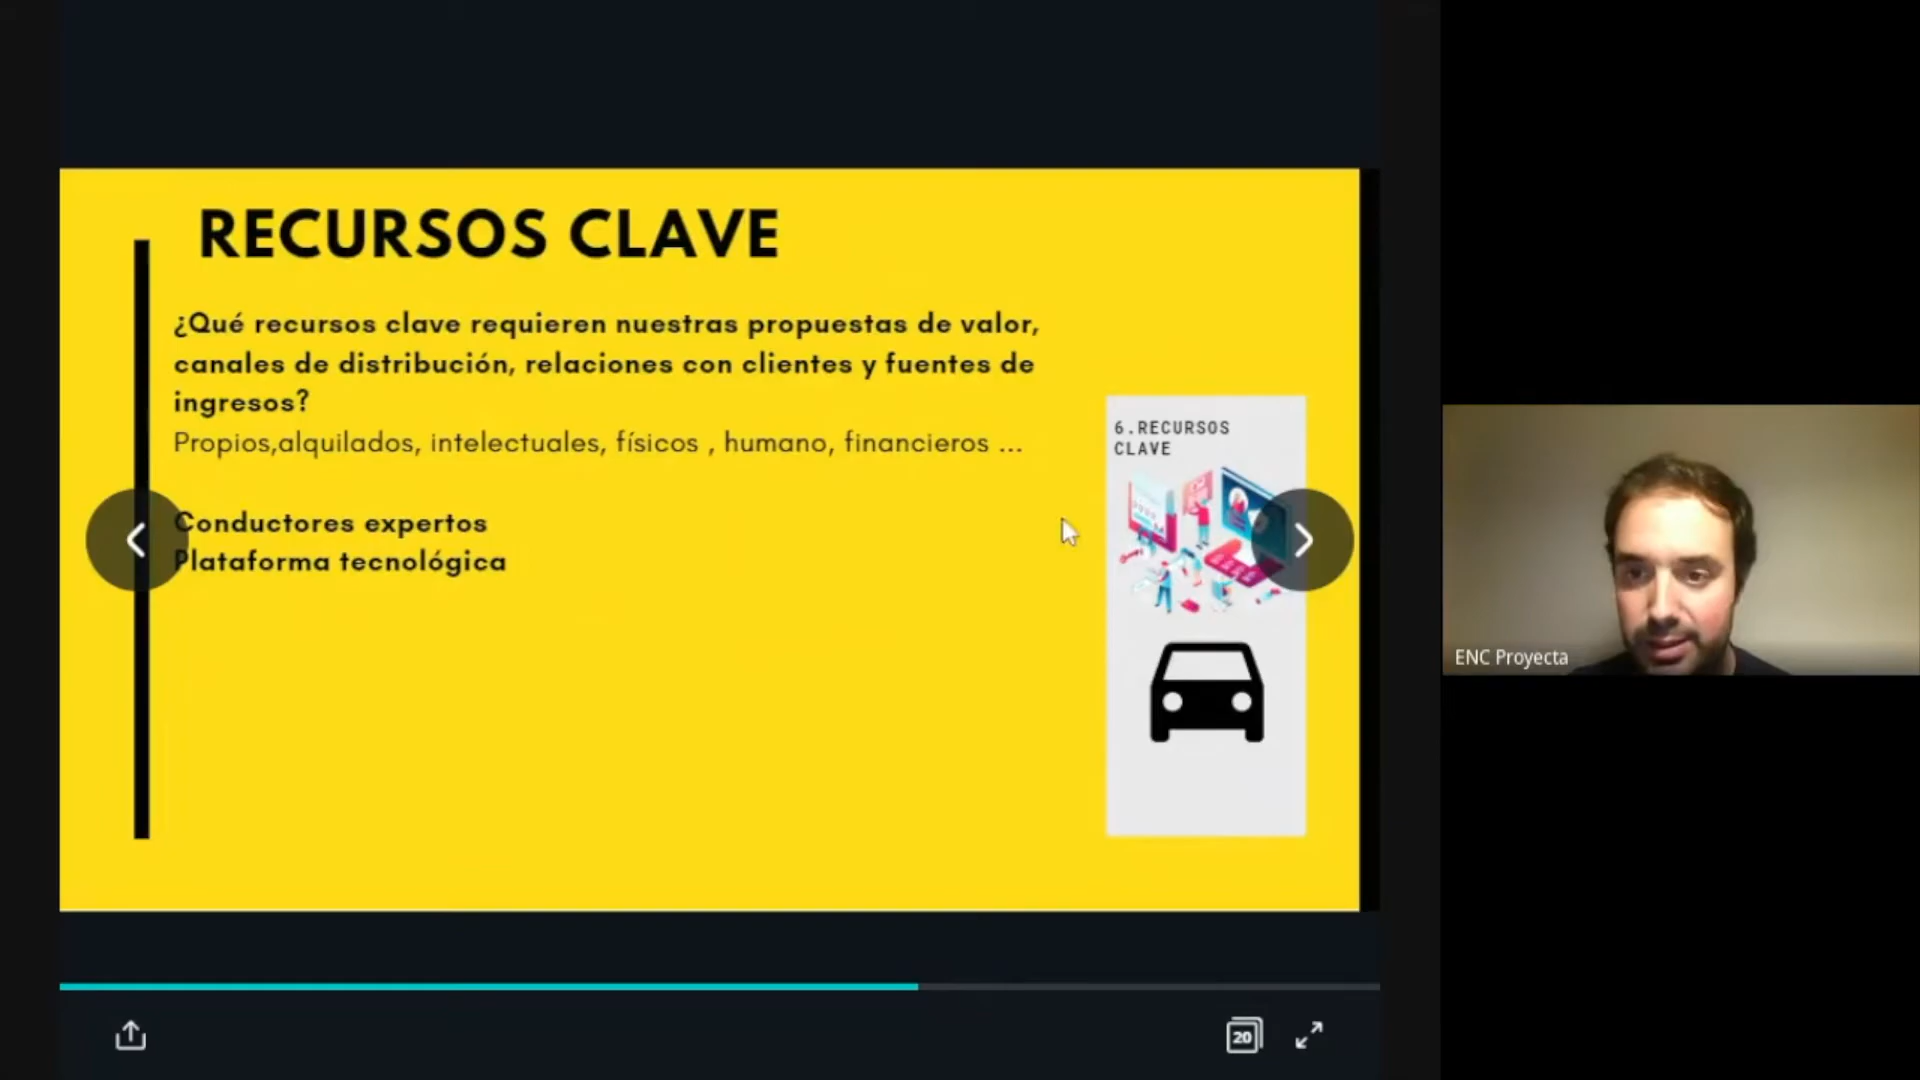 RECURSOS CLAVE
¿Qué recursos clave requieren nuestras propuestas de valor,
canales de distribución, relaciones con clientes y fuentes de
ingresos?
Propios,alquilados, intelectuales, físicos , humano, financieros ...
Conductores expertos
Plataforma tecnológica
6.RECURSOS
CLAVE
ENC Proyecta
20